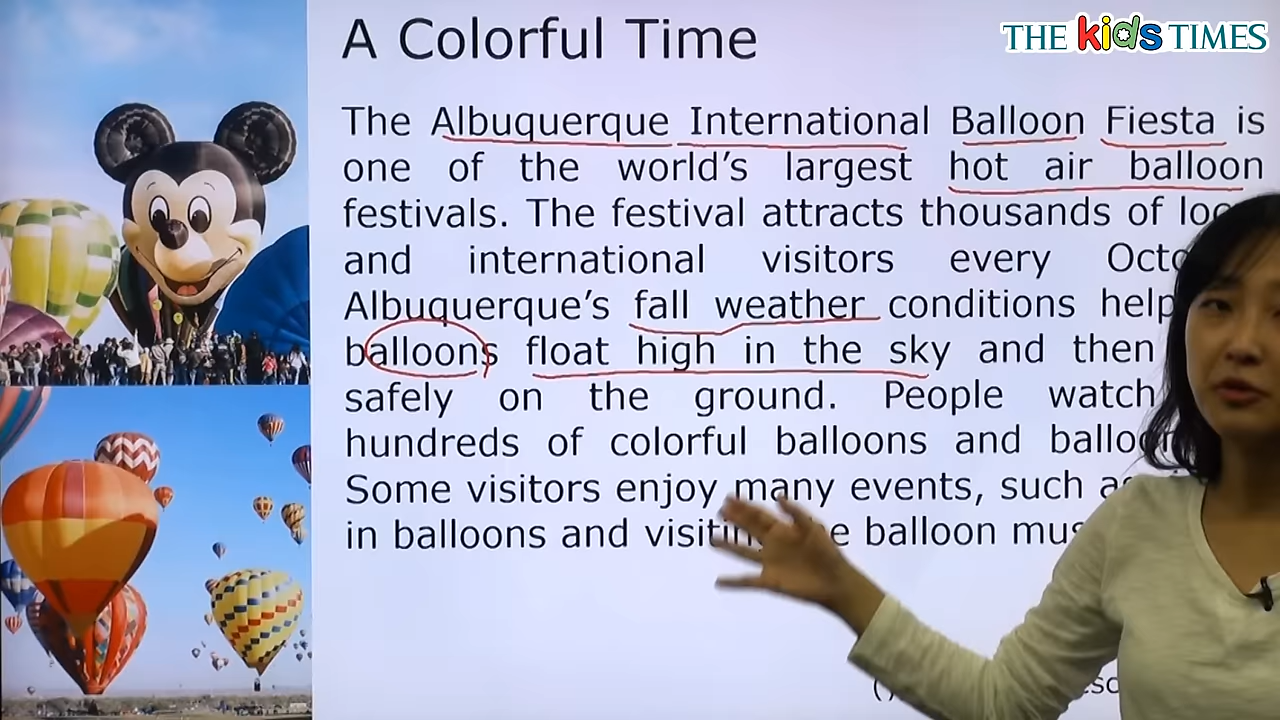 THE kids TIMES
A Colorful Time
The Albuquerque International Balloon Fiesta is
one of the world's largest hot air balloon
festivals. The festival attracts thousands of
and international visitors every
Albuquerque's fall weather conditions help
balloons float high in the sky and then
safely on the ground. People watch
hundreds of colorful balloons and
Some visitors enjoy many events, such
in balloons and visiting balloon